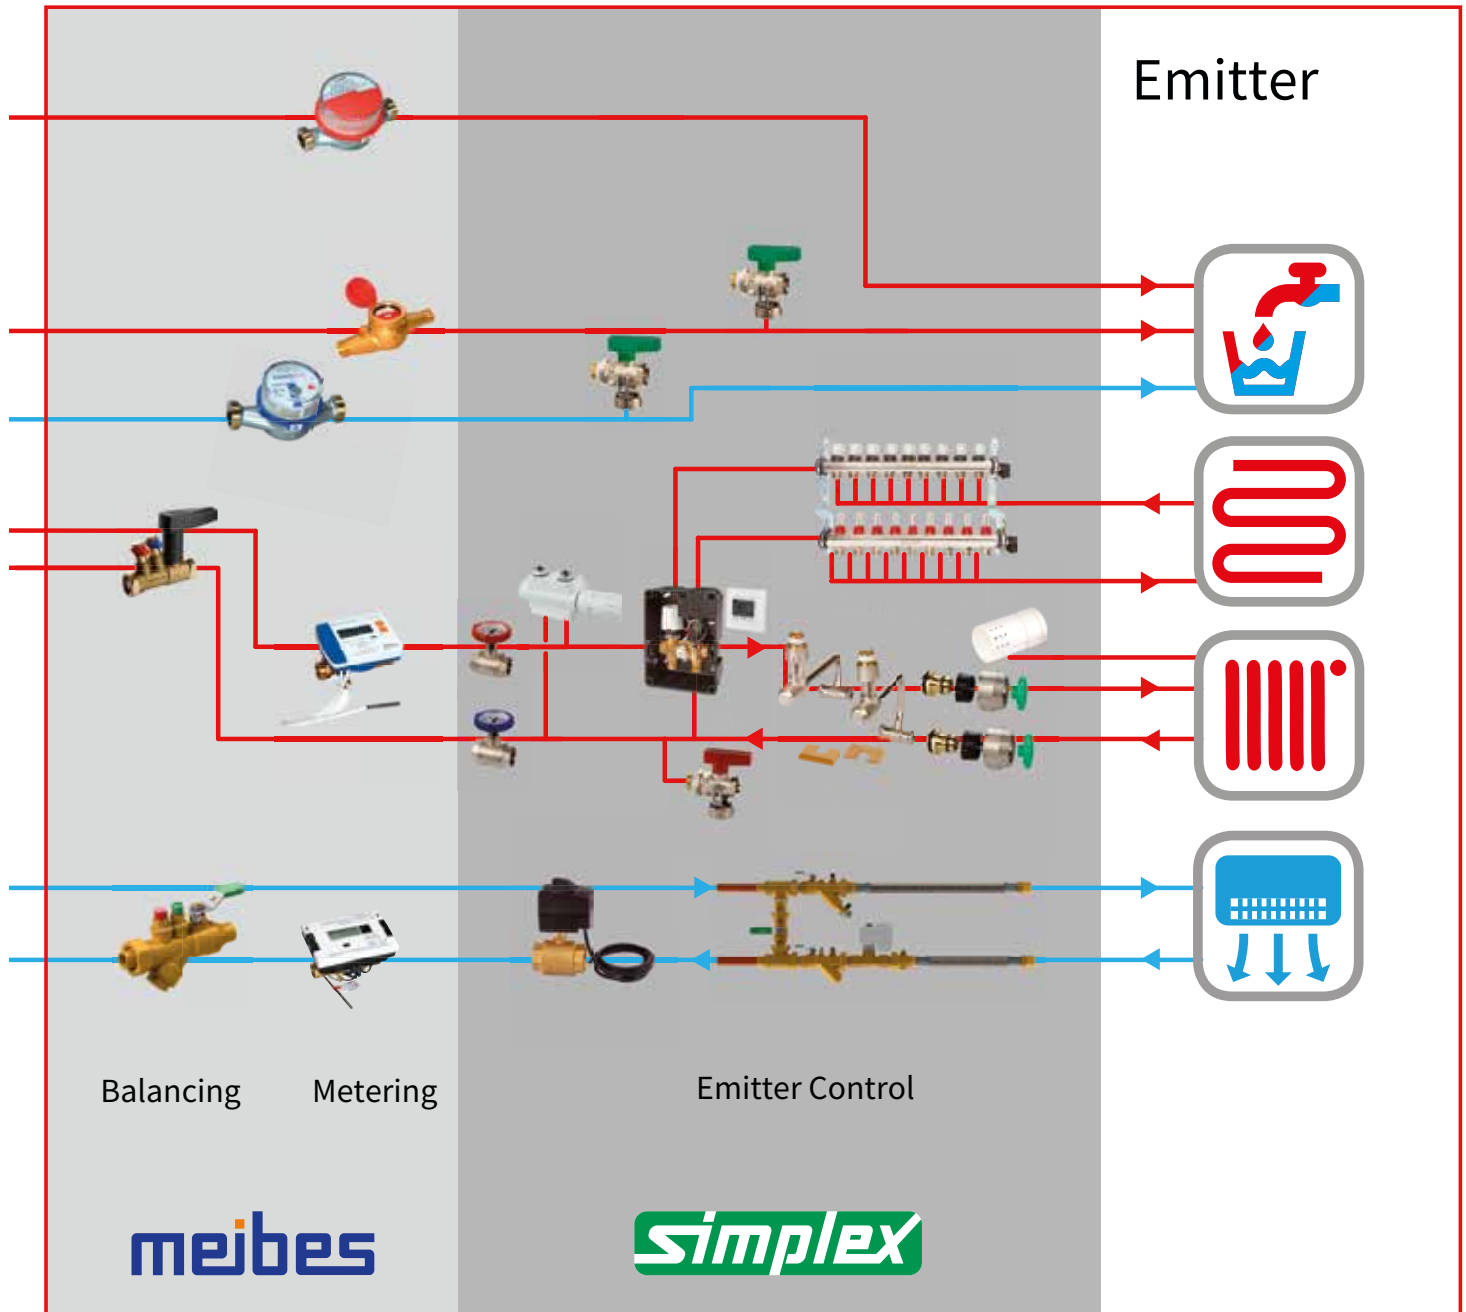 Emitter
Balancing
Metering
Emitter Control
meibes
simplex